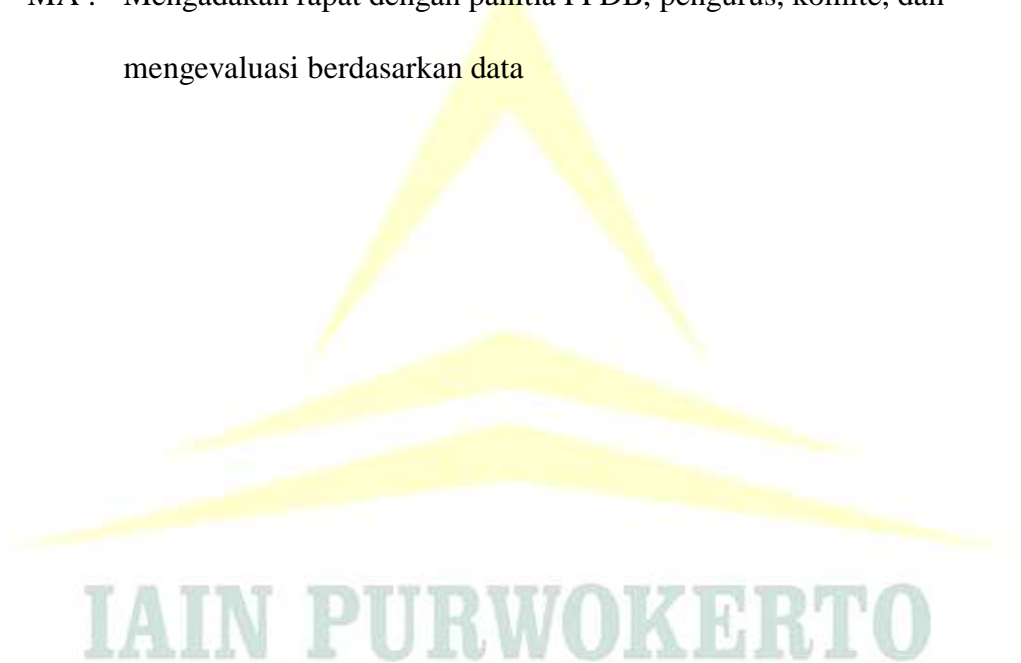 MA : Mengadakan rapat dengan panitia PPDB, pengurus, komite, dan
mengevaluasi berdasarkan data
IAIN PURWOKERTO